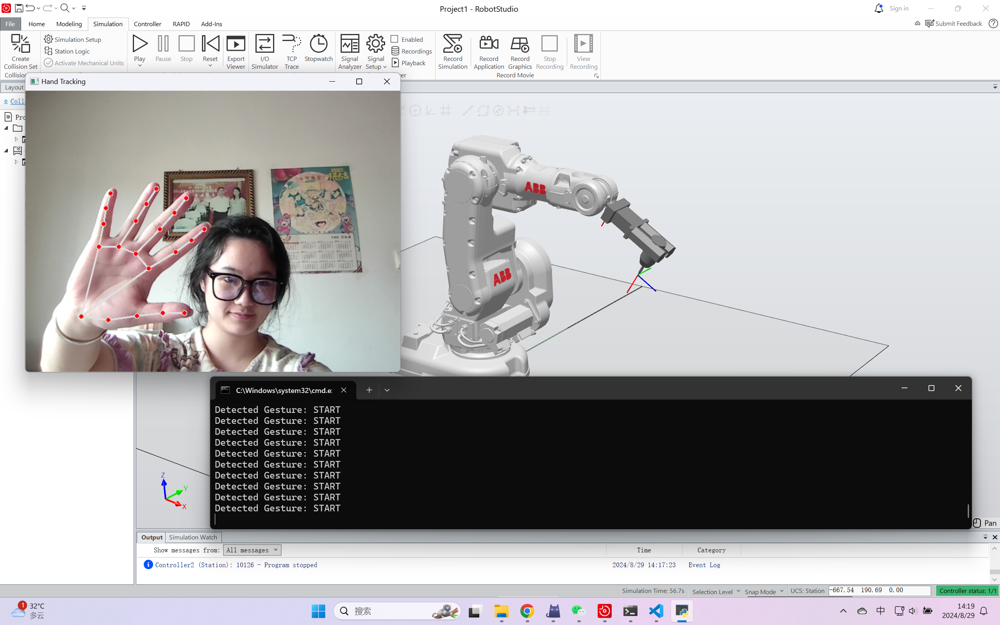 Project1 - RobotStudio
Sign in
File Home Modeling Simulation Controller RAPID Add-Ins
Submit Feedback
Create
Collision Set
Collision
Simulation Setup
Station Logic
Activate Mechanical Units
Play
Pause
Stop
Reset
Export
Viewer
I/O
Simulator
TCP
Trace
Stopwatch
Signal
Analyzer
Signal
Setup
Enabled
Recordings
Playback
er
Record
Simulation
Record
Application
Record
Graphics
Stop
Recording
View
Recording
Record Movie
Layout
Hand Tracking
Coll
Pro
2021
牛年大吉
ABB
ABB
C:\Windows\system32\cmd.e
Detected Gesture: START
Detected Gesture: START
Detected Gesture: START
Detected Gesture: START
Detected Gesture: START
Detected Gesture: START
Detected Gesture: START
Detected Gesture: START
Detected Gesture: START
Detected Gesture: START
Z
Y
X
Pan
Output Simulation Watch
Show messages from: All messages
Time
Category
Controller2 (Station): 10126 - Program stopped
2024/8/29 14:17:23
Event Log
Simulation Time: 56.7s
Selection Level
Snap Mode
UCS: Station
-667.54 190.69 0.00
Controller status: 1/1
1
32°C
多云
搜索
中
14:19
2024/8/29